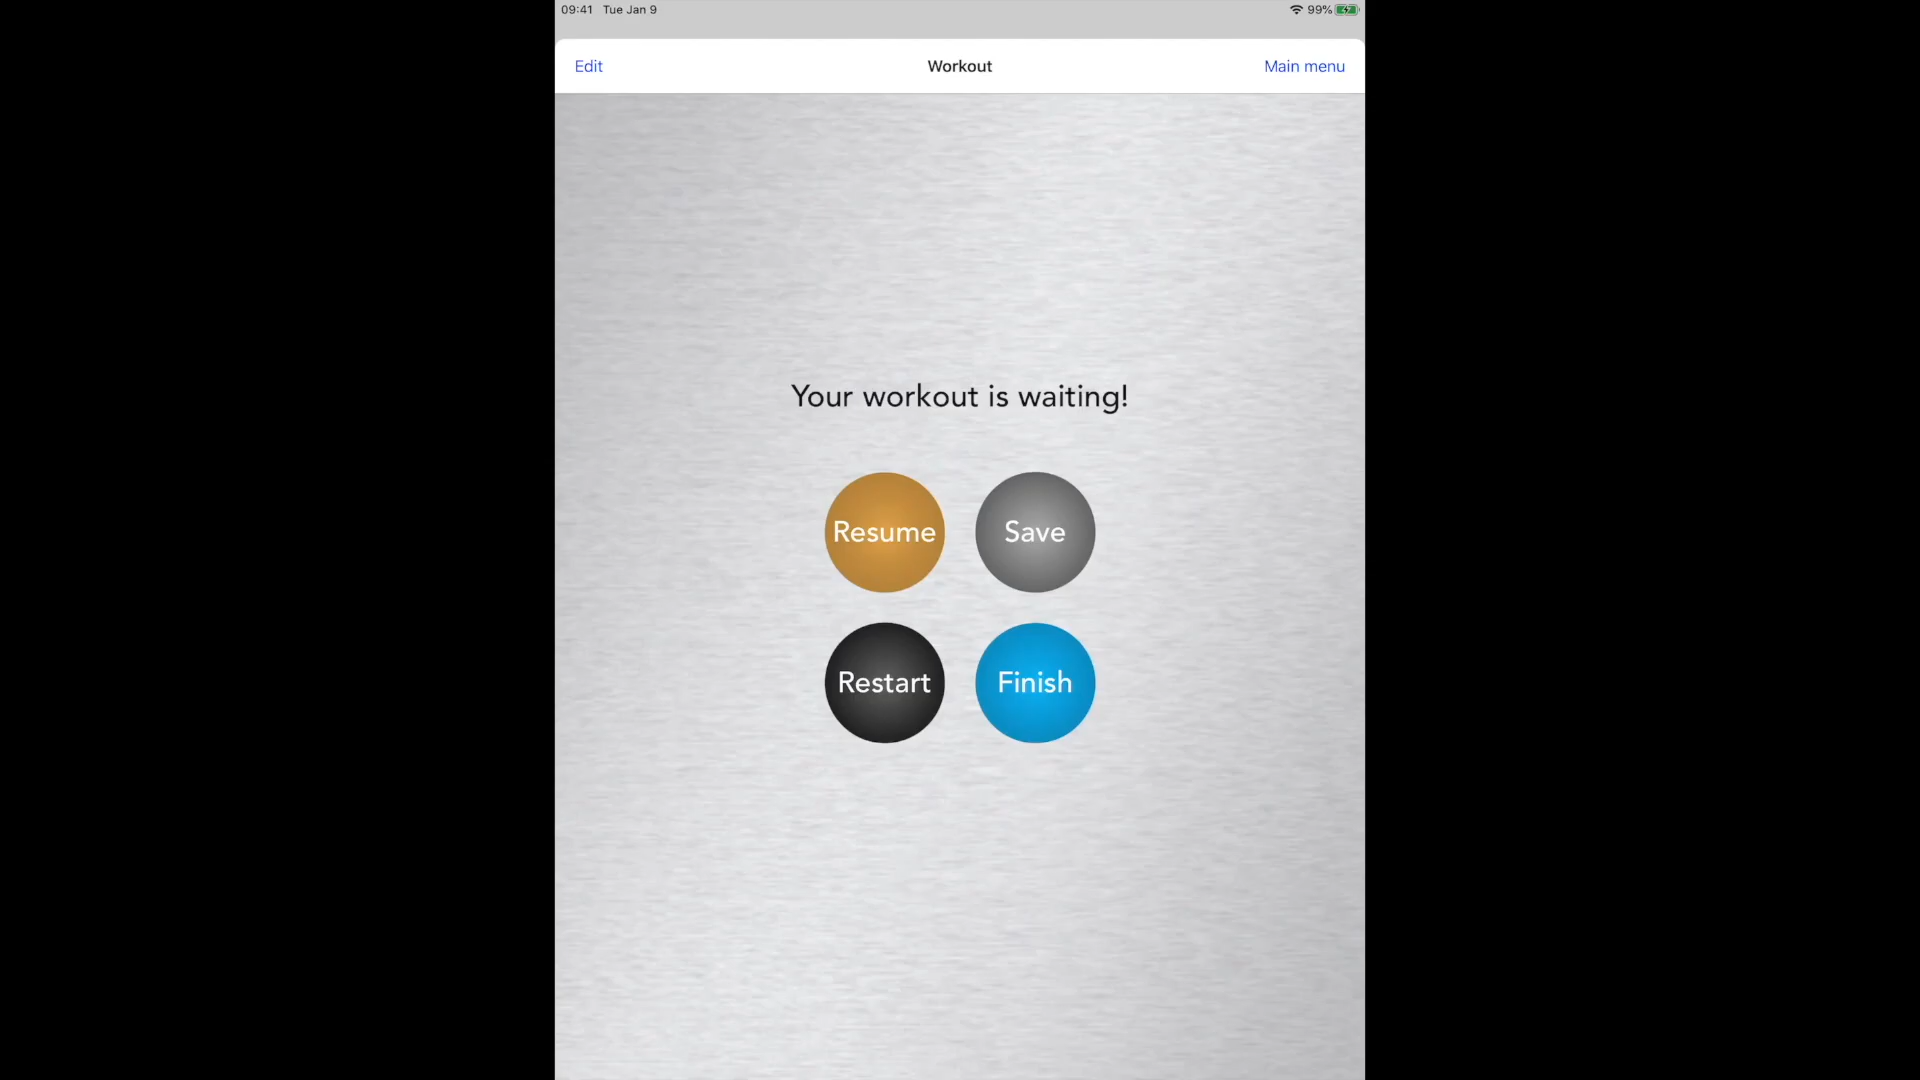 09:41 Tue Jan 9 99%
Edit Workout Main menu
Your workout is waiting!
Resume Save
Restart Finish